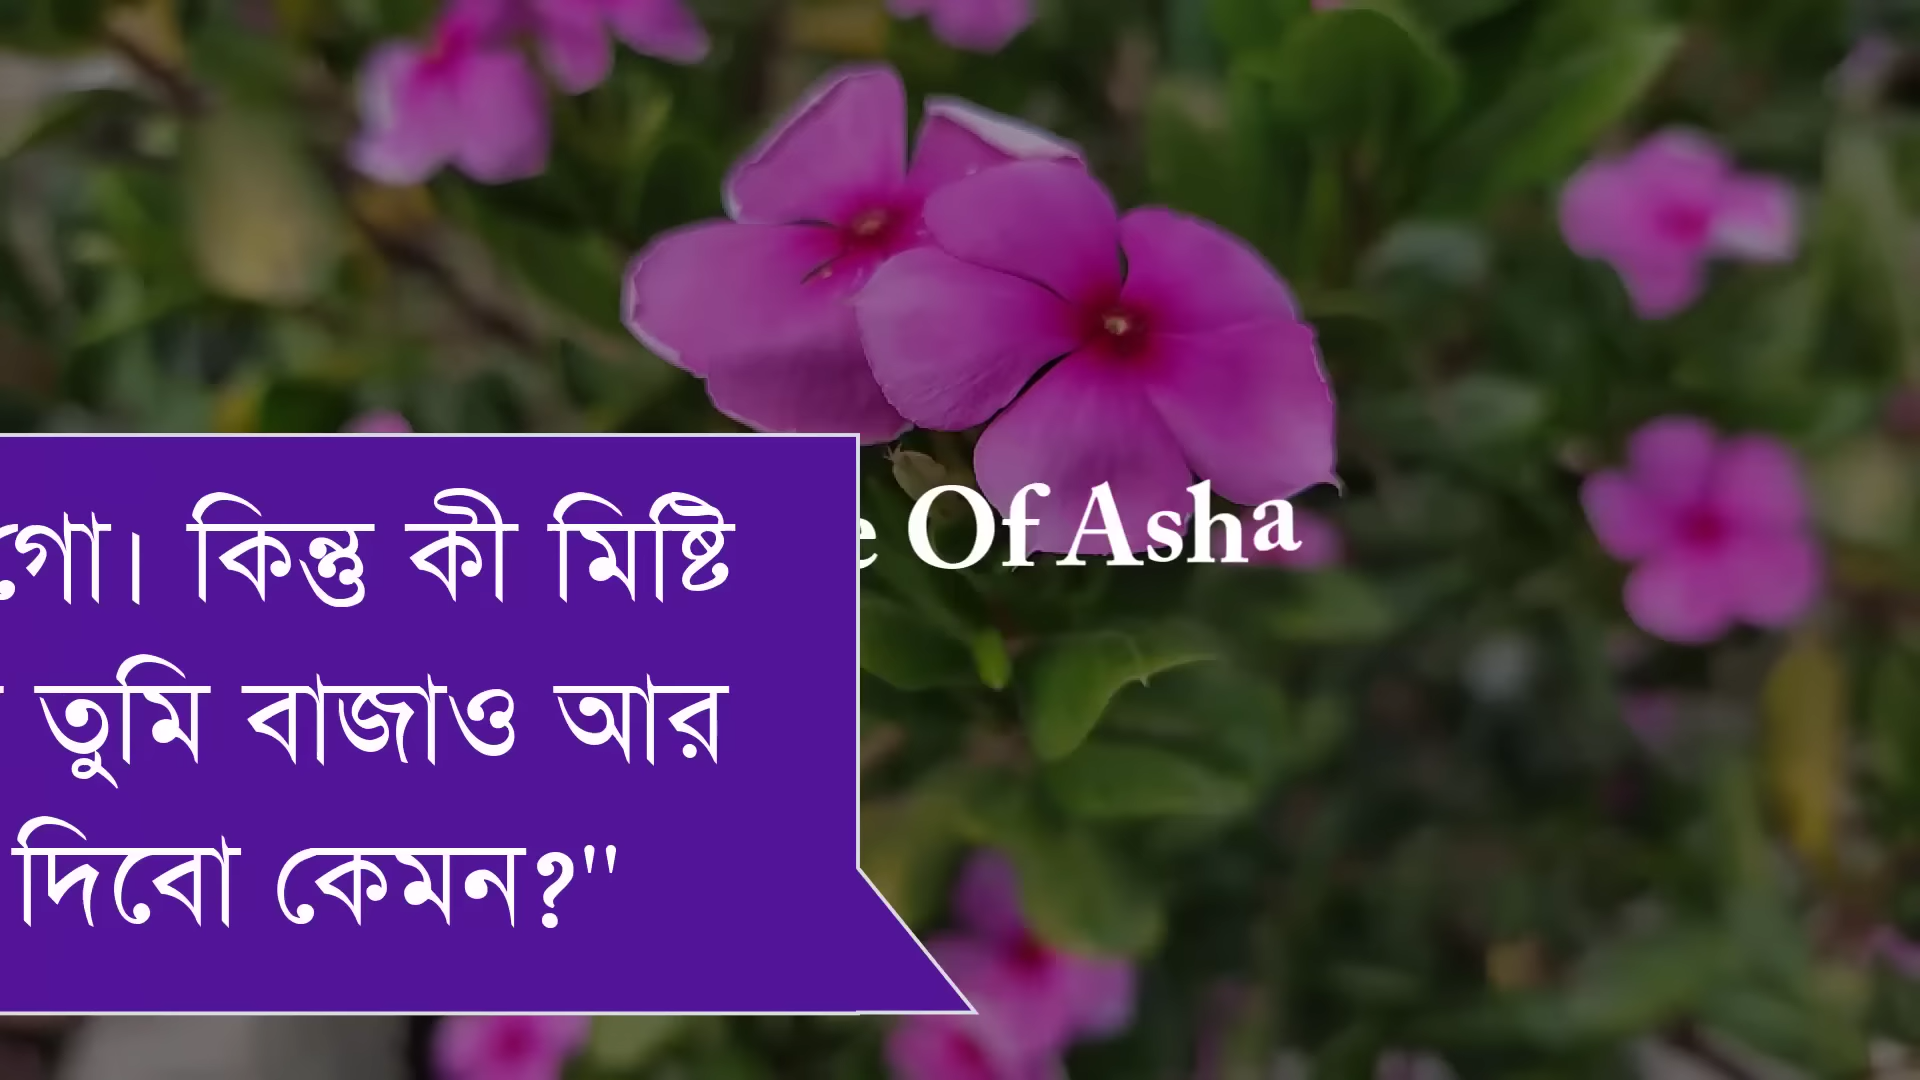 গো। কিন্তু কী মিষ্টি
তুমি বাজাও আর
দিবো কেমন?"
Of Asha